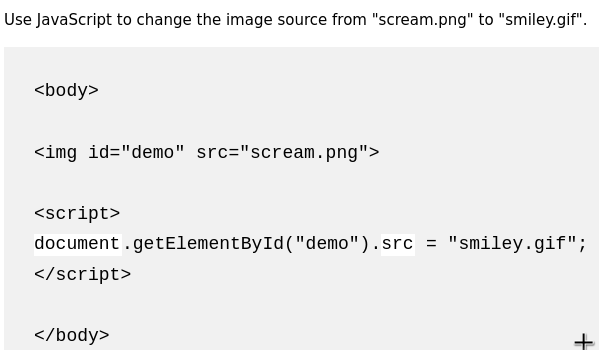 Use JavaScript to change the image source from "scream.png" to "smiley.gif".
<body>
<img id="demo" src="scream.png">
<script>
document.getElementById("demo").src = "smiley.gif";
</script>
</body>